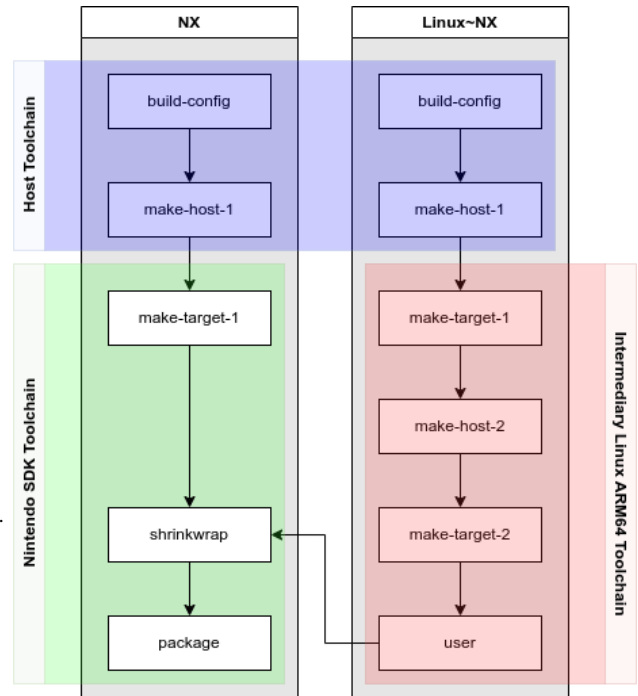 NX
Linux~NX
Host Toolchain
build-config
build-config
make-host-1
make-host-1
Nintendo SDK Toolchain
make-target-1
make-target-1
Intermediary Linux ARM64 Toolchain
make-host-2
shrinkwrap
make-target-2
package
user